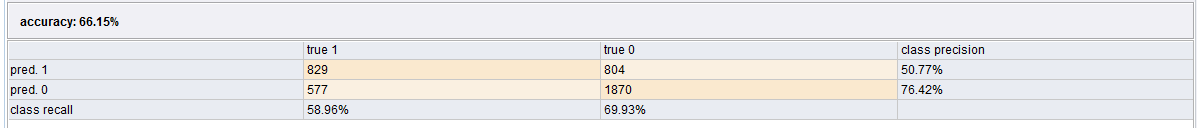 accuracy: 66.15%
true 1 true 0 class precision
pred. 1 829 804 50.77%
pred. 0 577 1870 76.42%
class recall 58.96% 69.93%